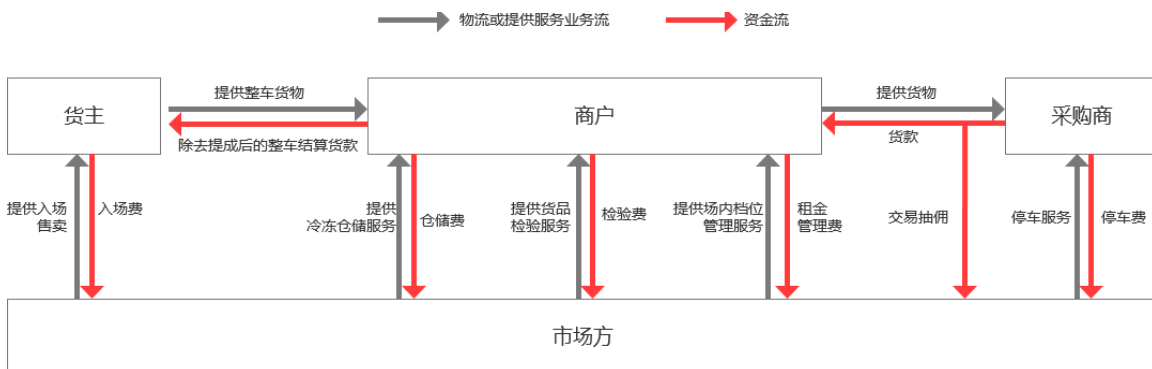 物流或提供服务业务流
资金流
提供整车货物
提供货物
货主
商户
采购商
除去提成后的整车结算货款
货款
提供入场
售卖
入场费
提供
冷冻仓储服务
仓储费
提供货品
检验服务
检验费
提供场内档位
管理服务
租金
管理费
交易抽佣
停车服务
停车费
市场方